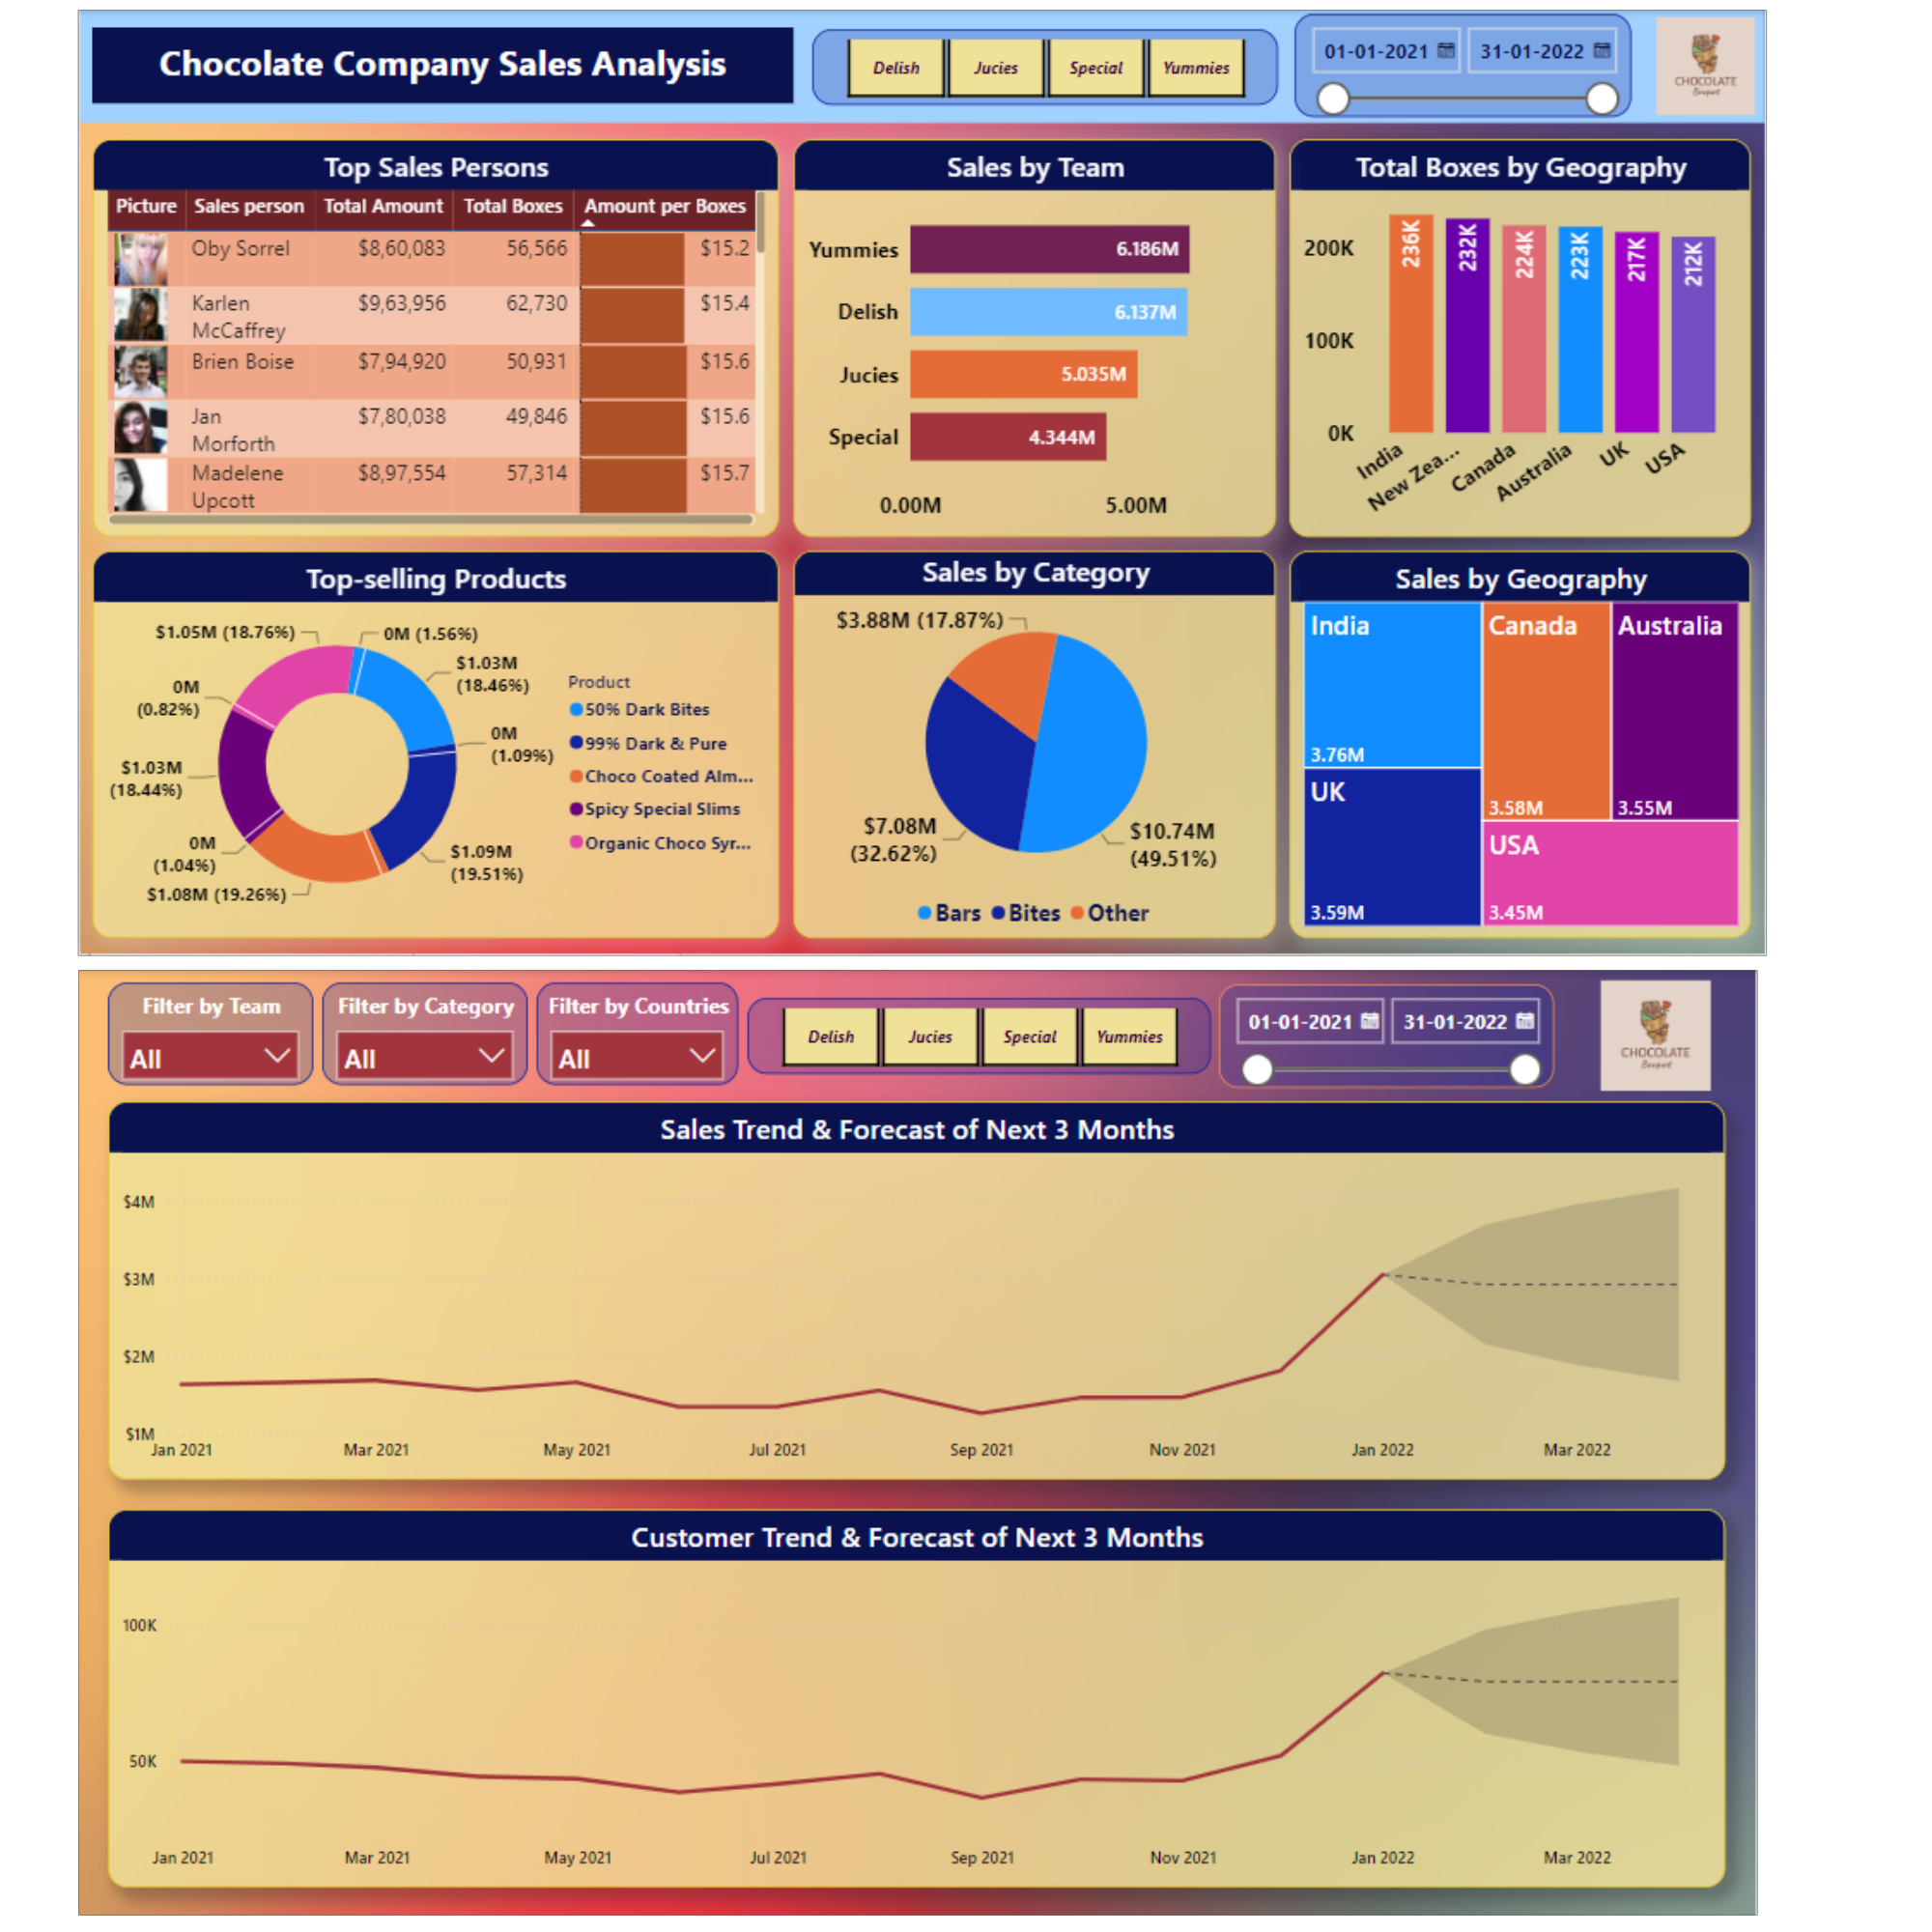 Chocolate Company Sales Analysis
Delish Jucies Special Yummies
01-01-2021 31-01-2022
CHOCOLATE
Top Sales Persons
Picture Sales person Total Amount Total Boxes Amount per Boxes
Oby Sorrel $8,60,083 56,566 $15.2
Karlen McCaffrey $9,63,956 62,730 $15.4
Brien Boise $7,94,920 50,931 $15.6
Jan Morforth $7,80,038 49,846 $15.6
Madelene Upcott $8,97,554 57,314 $15.7
Sales by Team
Yummies 6.186M
Delish 6.137M
Jucies 5.035M
Special 4.344M
0.00M 5.00M
Total Boxes by Geography
200K
100K
0K
236K 232K 224K 223K 217K 212K
India New Zea... Canada Australia UK USA
Top-selling Products
$1.05M (18.76%)
0M (1.56%)
$1.03M
(18.46%)
0M
(0.82%)
0M
(1.09%)
$1.03M
(18.44%)
0M
(1.04%)
$1.09M
(19.51%)
$1.08M (19.26%)
Product
50% Dark Bites
99% Dark & Pure
Choco Coated Alm...
Spicy Special Slims
Organic Choco Syr...
Sales by Category
$3.88M (17.87%)
$7.08M
(32.62%)
$10.74M
(49.51%)
Bars Bites Other
Sales by Geography
India
3.76M
UK
3.59M
Canada
3.58M
Australia
3.55M
USA
3.45M
Filter by Team
All
Filter by Category
All
Filter by Countries
All
Delish Jucies Special Yummies
01-01-2021 31-01-2022
CHOCOLATE
Sales Trend & Forecast of Next 3 Months
$4M
$3M
$2M
$1M
Jan 2021 Mar 2021 May 2021 Jul 2021 Sep 2021 Nov 2021 Jan 2022 Mar 2022
Customer Trend & Forecast of Next 3 Months
100K
50K
Jan 2021 Mar 2021 May 2021 Jul 2021 Sep 2021 Nov 2021 Jan 2022 Mar 2022